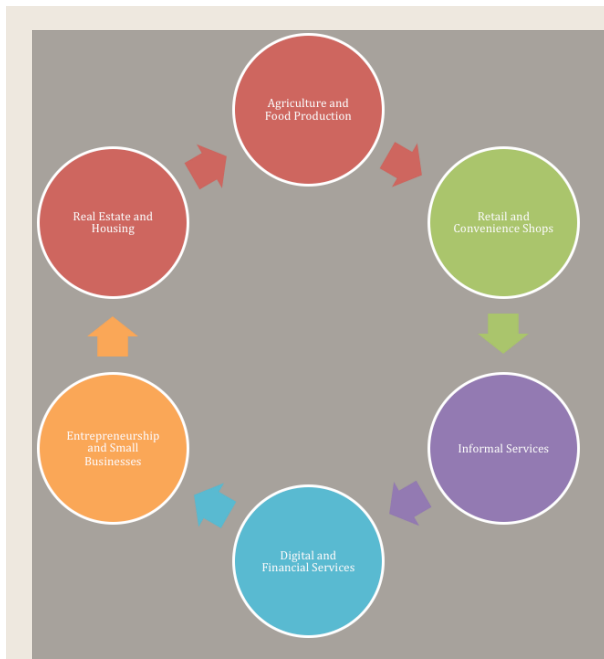 Agriculture and
Food Production
Retail and
Convenience Shops
Informal Services
Digital and
Financial Services
Entrepreneurship
and Small
Businesses
Real Estate and
Housing